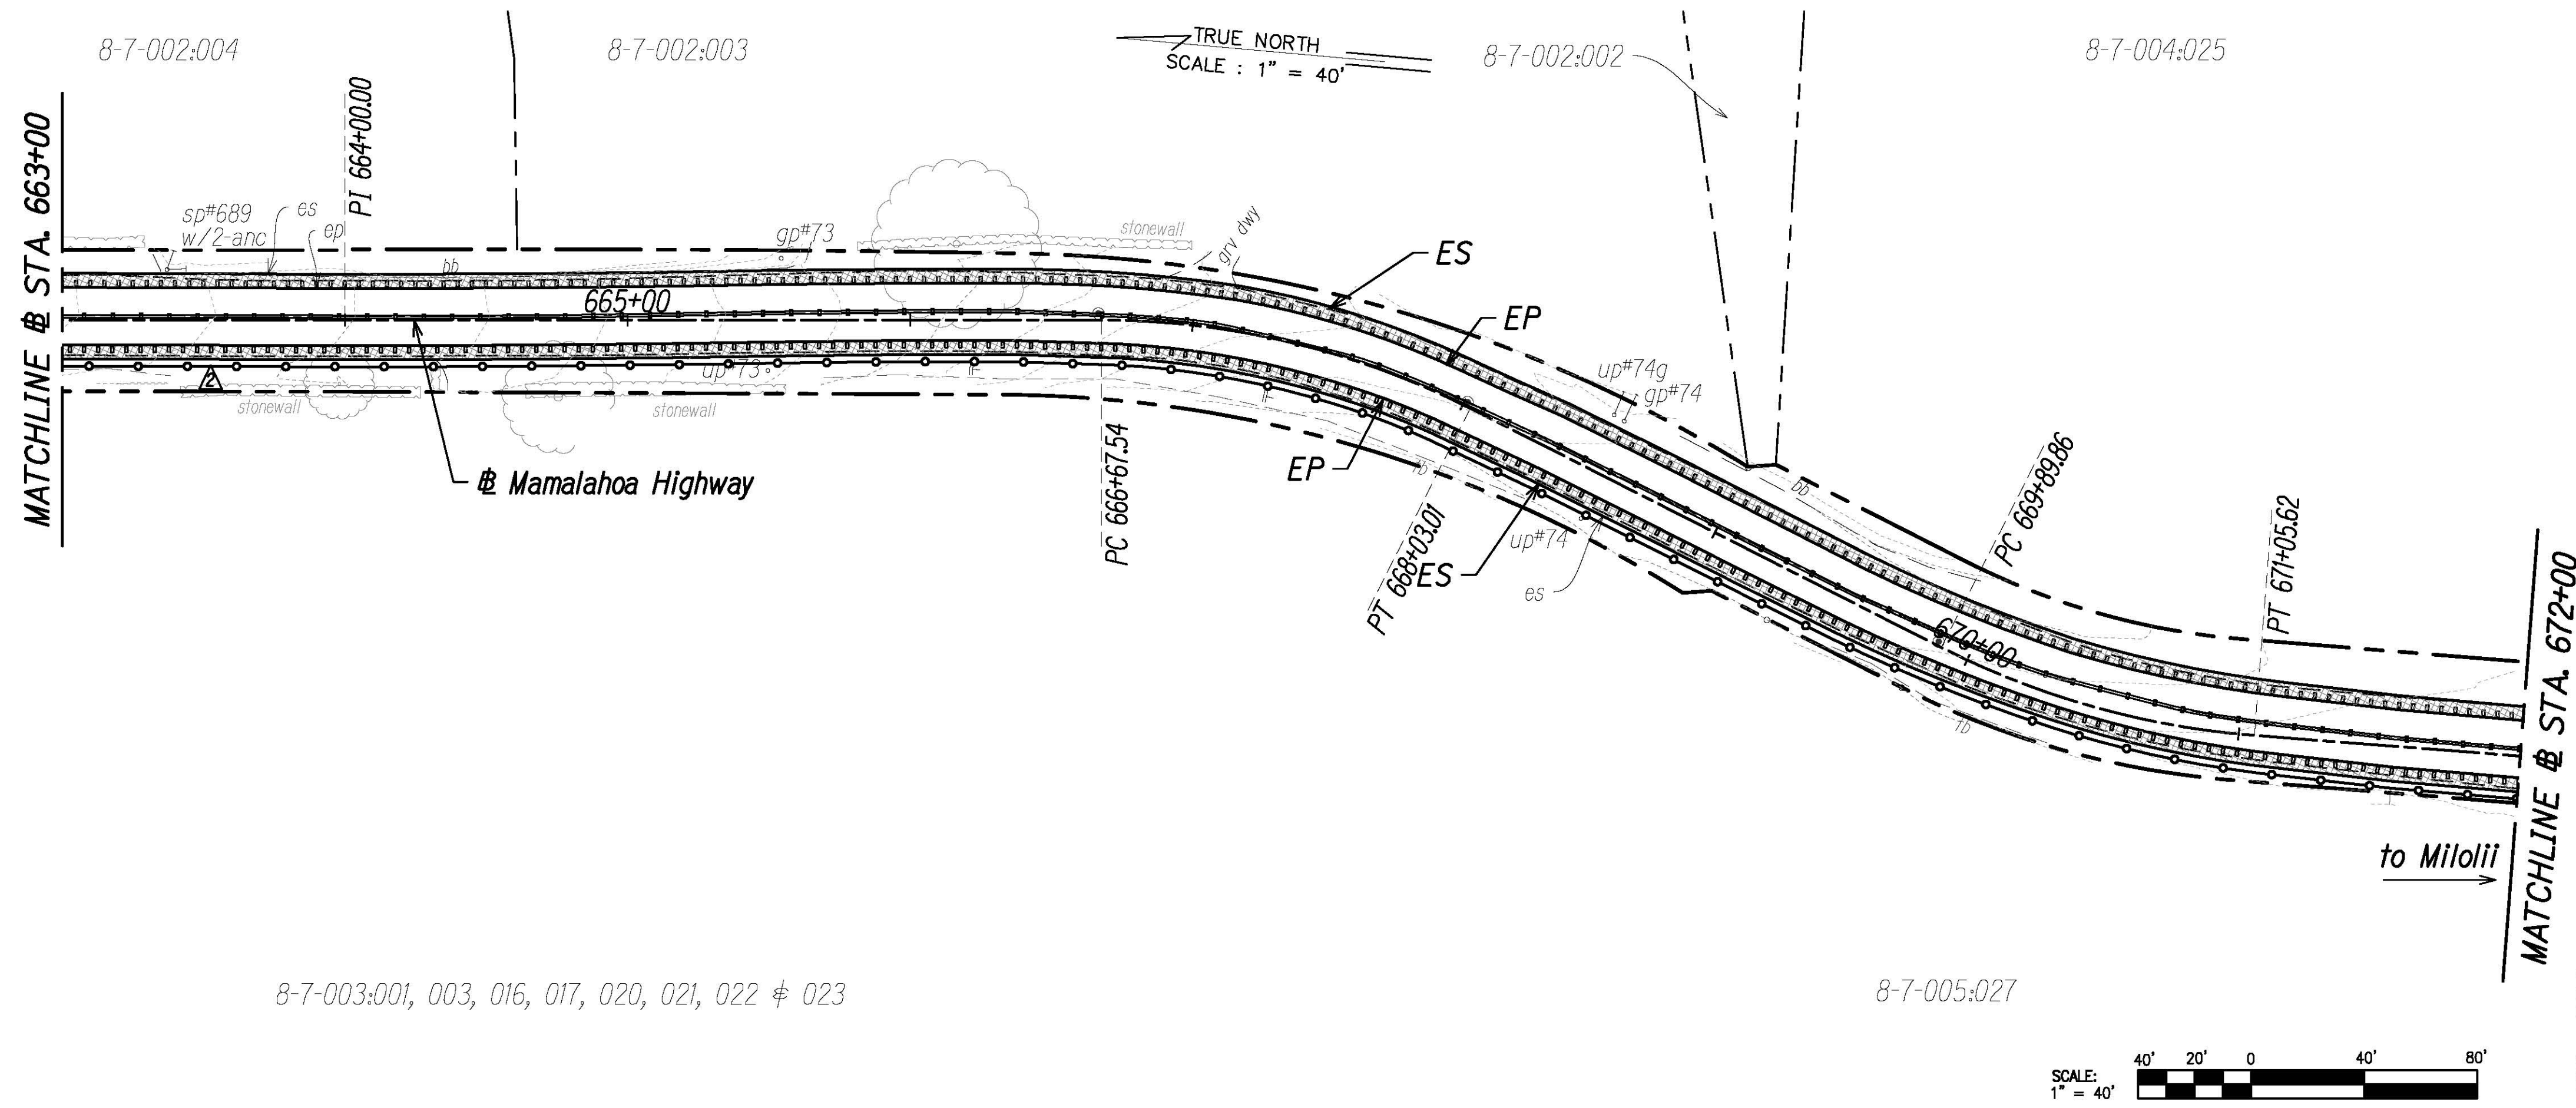 8-7-002:004
8-7-002:003
TRUE NORTH
SCALE : 1" = 40'
8-7-002:002
8-7-004:025
MATCHLINE ℄ STA. 663+00
PI 664+00.00
sp#689
w/2-anc
es
ep
bb
gp#73
stonewall
grv dwy
ES
EP
665+00
up#73
2
stonewall
stonewall
up#74g
gp#74
Mamalahoa Highway
PC 666+67.54
EP
PT 668+03.01
ES
up#74
es
bb
PC 669+89.86
670+00
PT 671+05.62
MATCHLINE STA. 672+00
to Milolii
8-7-003:001, 003, 016, 017, 020, 021, 022 & 023
8-7-005:027
SCALE:
1" = 40'
40' 20' 0 40' 80'